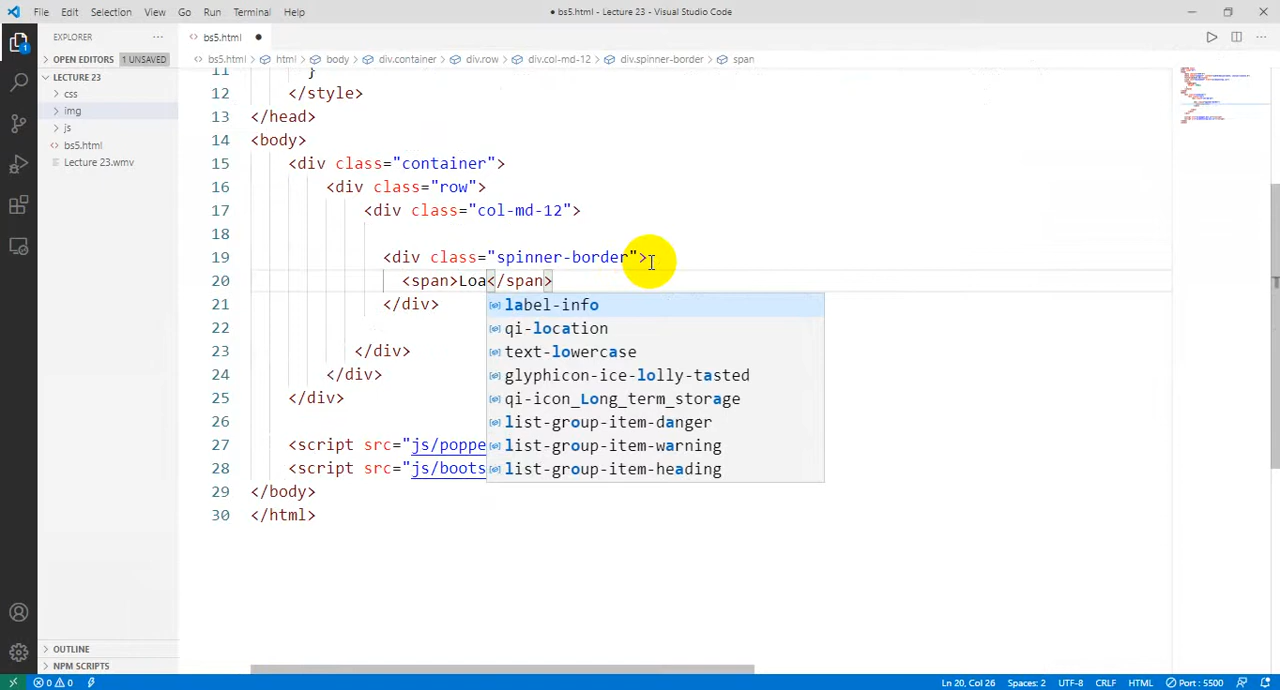 File Edit Selection View Go Run Terminal Help
● bs5.html - Lecture 23 - Visual Studio Code
EXPLORER ···
OPEN EDITORS 1 UNSAVED
LECTURE 23
css
img
js
bs5.html
Lecture 23.wmv
OUTLINE
NPM SCRIPTS
1
bs5.html ●
bs5.html > html > body > div.container > div.row > div.col-md-12 > div.spinner-border > span
11 }
12 </style>
13 </head>
14 <body>
15 <div class="container">
16 <div class="row">
17 <div class="col-md-12">
18
19 <div class="spinner-border">
20 <span>Loa</span>
21 </div>
22
23 </div>
24 </div>
25 </div>
26
27 <script src="js/poppe
28 <script src="js/boots
29 </body>
30 </html>
label-info
qi-location
text-lowercase
glyphicon-ice-lolly-tasted
qi-icon_Long_term_storage
list-group-item-danger
list-group-item-warning
list-group-item-heading
0 0 Ln 20, Col 26 Spaces: 2 UTF-8 CRLF HTML Port : 5500